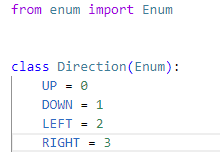 from enum import Enum
class Direction(Enum):
    UP = 0
    DOWN = 1
    LEFT = 2
    RIGHT = 3